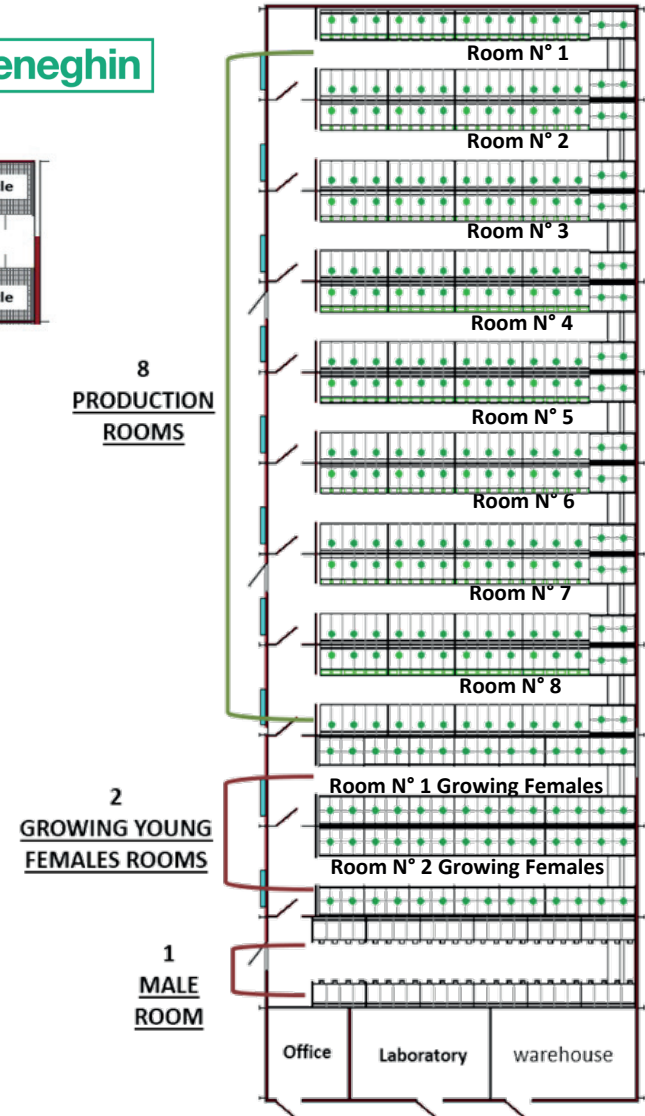 eneghin
Room N° 1
Room N° 2
le
Room N° 3
le
Room N° 4
8
PRODUCTION
ROOMS
Room N° 5
Room N° 6
Room N° 7
Room N° 8
2
GROWING YOUNG
FEMALES ROOMS
Room N° 1 Growing Females
Room N° 2 Growing Females
1
MALE
ROOM
Office
Laboratory
warehouse